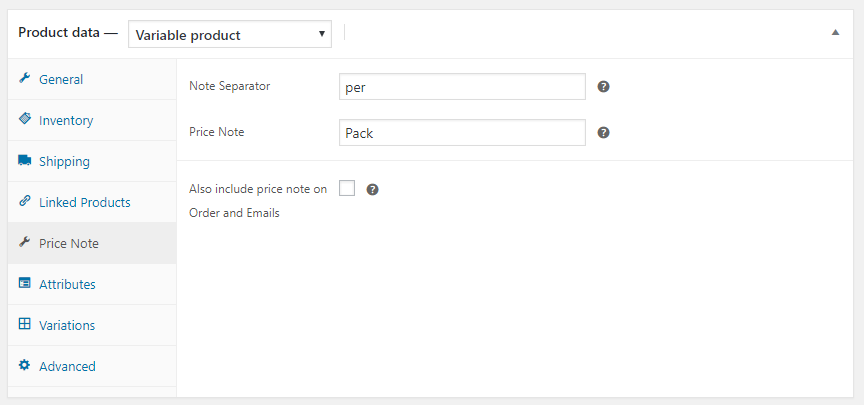 Product data — Variable product
General
Inventory
Shipping
Linked Products
Price Note
Attributes
Variations
Advanced
Note Separator per
Price Note Pack
Also include price note on
Order and Emails